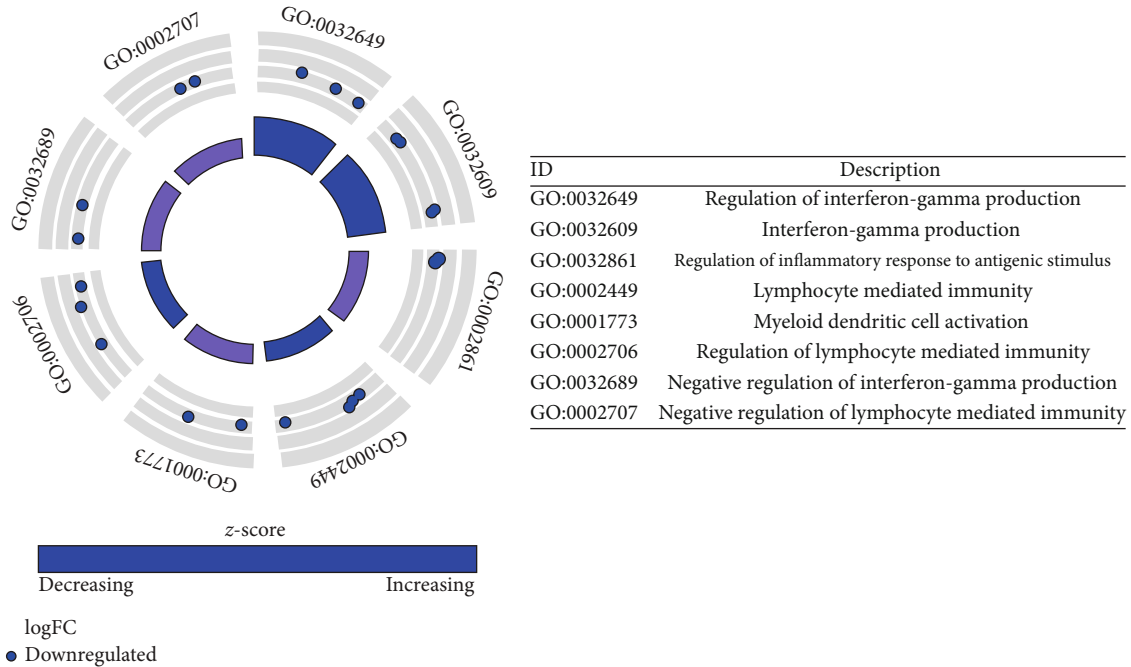 GO:0032649
GO:0032609
GO:0002861
GO:0002449
GO:0001773
GO:0002706
GO:0032689
GO:0002707
z-score
Decreasing Increasing
logFC
Downregulated
ID Description
GO:0032649 Regulation of interferon-gamma production
GO:0032609 Interferon-gamma production
GO:0032861 Regulation of inflammatory response to antigenic stimulus
GO:0002449 Lymphocyte mediated immunity
GO:0001773 Myeloid dendritic cell activation
GO:0002706 Regulation of lymphocyte mediated immunity
GO:0032689 Negative regulation of interferon-gamma production
GO:0002707 Negative regulation of lymphocyte mediated immunity